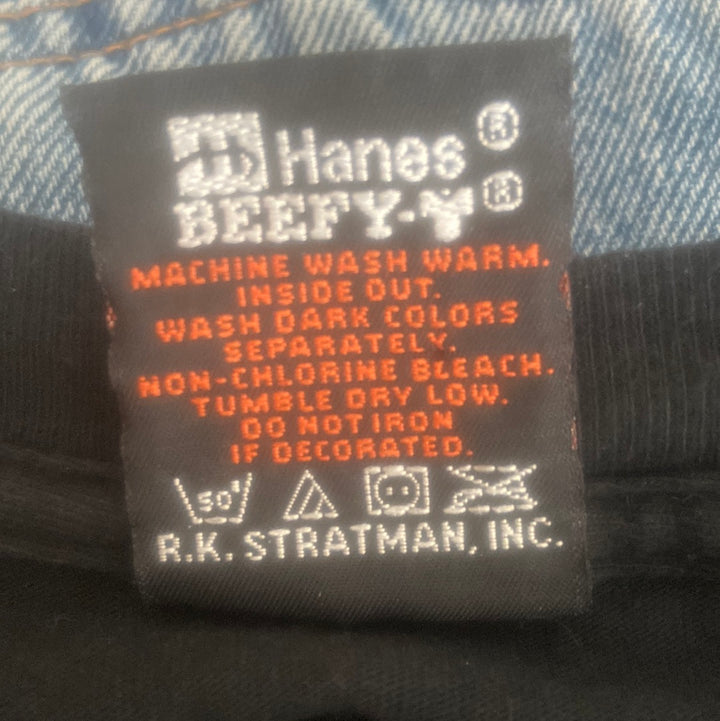 Hanes®
BEEFY-T®
MACHINE WASH WARM.
INSIDE OUT.
WASH DARK COLORS
SEPARATELY.
NON-CHLORINE BLEACH.
TUMBLE DRY LOW.
DO NOT IRON
IF DECORATED.
50°
R.K. STRATMAN, INC.